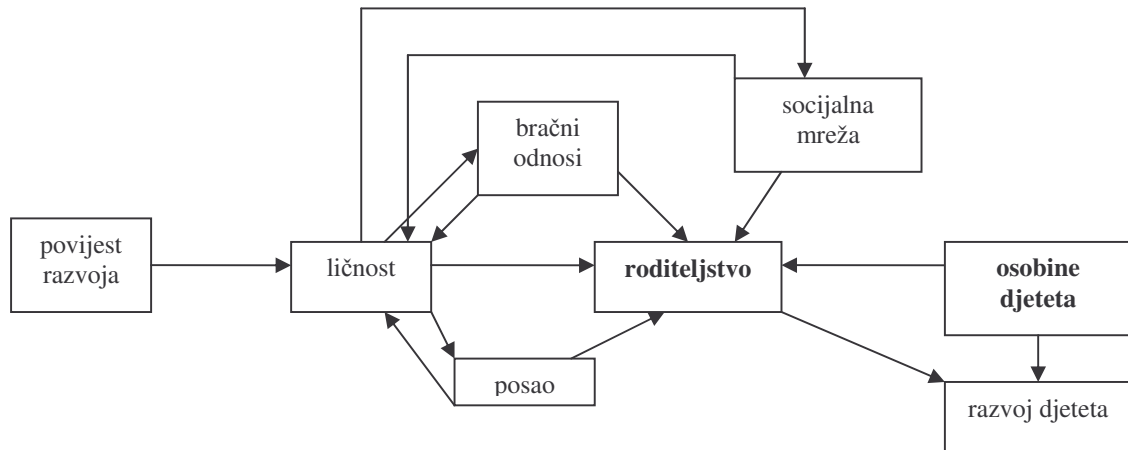 socijalna
mreža
bračni
odnosi
povijest
razvoja
ličnost
roditeljstvo
osobine
djeteta
posao
razvoj djeteta